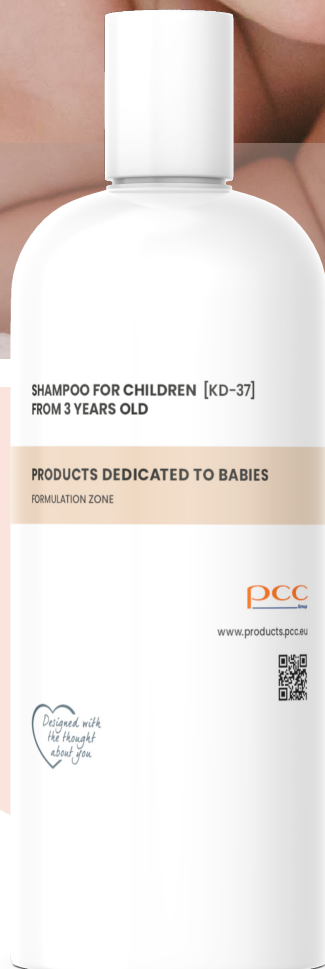 SHAMPOO FOR CHILDREN [KD-37]
FROM 3 YEARS OLD
PRODUCTS DEDICATED TO BABIES
FORMULATION ZONE
pcc
Group
www.products.pcc.eu
Designed with
the thought
about you